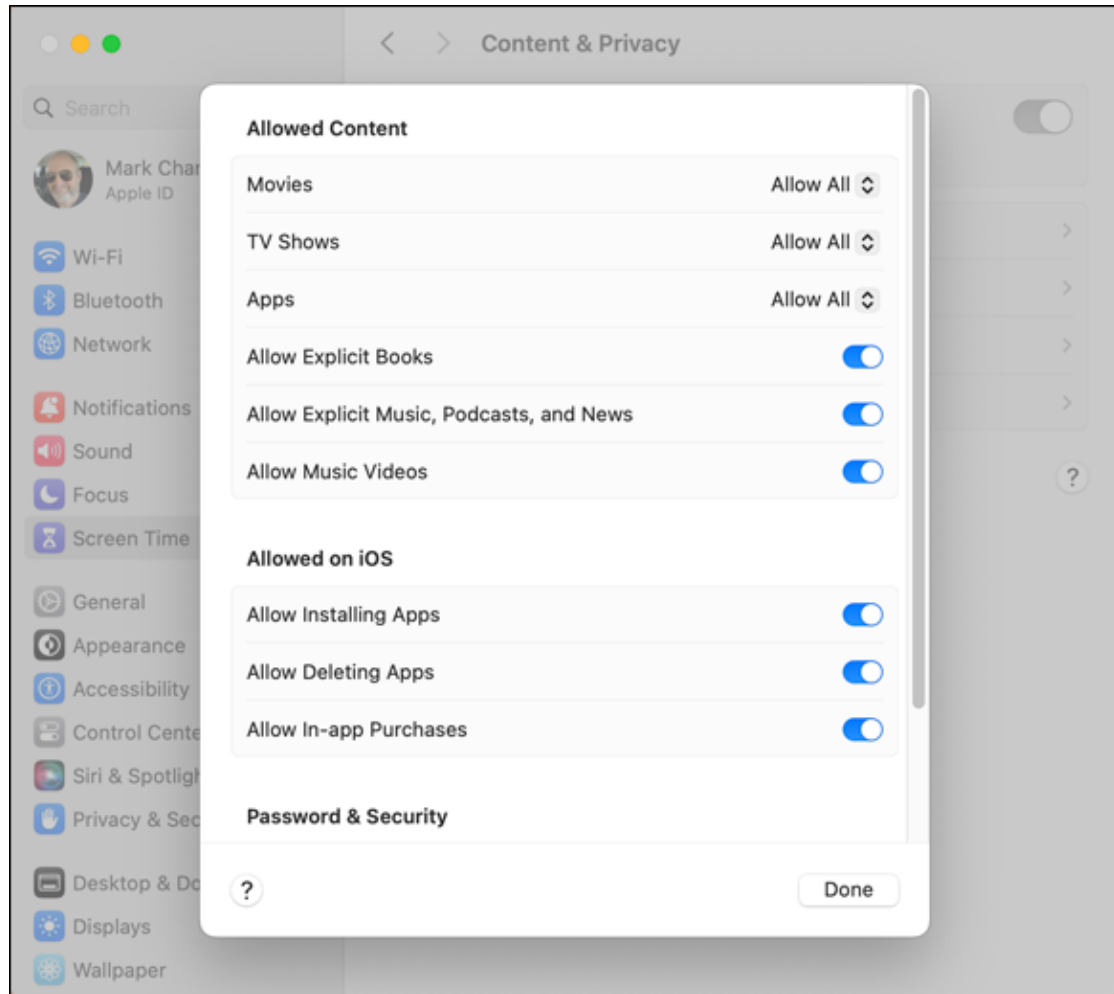 Content & Privacy
Search
Mark Char
Apple ID
Wi-Fi
Bluetooth
Network
Notifications
Sound
Focus
Screen Time
General
Appearance
Accessibility
Control Cente
Siri & Spotligh
Privacy & Sec
Desktop & Do
Displays
Wallpaper
?
Allowed Content
Movies Allow All
TV Shows Allow All
Apps Allow All
Allow Explicit Books
Allow Explicit Music, Podcasts, and News
Allow Music Videos
Allowed on iOS
Allow Installing Apps
Allow Deleting Apps
Allow In-app Purchases
Password & Security
? Done